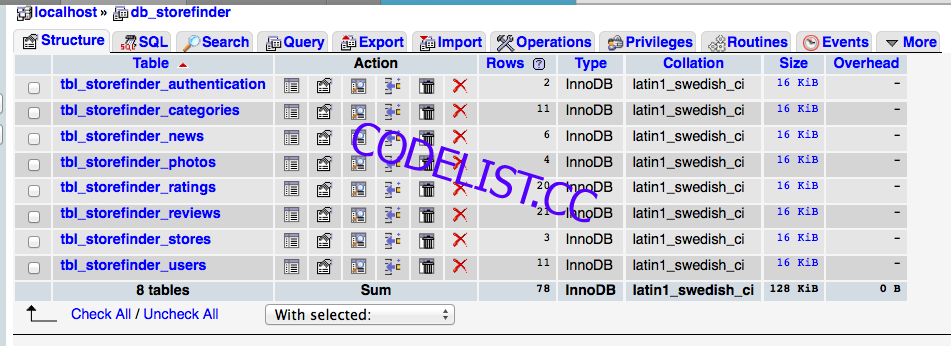 localhost » db_storefinder
Structure SQL Search Query Export Import Operations Privileges Routines Events More
Table Action Rows Type Collation Size Overhead
tbl_storefinder_authentication 2 InnoDB latin1_swedish_ci 16 KiB –
tbl_storefinder_categories 11 InnoDB latin1_swedish_ci 16 KiB –
tbl_storefinder_news 6 InnoDB latin1_swedish_ci 16 KiB –
tbl_storefinder_photos 4 InnoDB latin1_swedish_ci 16 KiB –
tbl_storefinder_ratings 20 InnoDB latin1_swedish_ci 16 KiB –
tbl_storefinder_reviews 21 InnoDB latin1_swedish_ci 16 KiB –
tbl_storefinder_stores 3 InnoDB latin1_swedish_ci 16 KiB –
tbl_storefinder_users 11 InnoDB latin1_swedish_ci 16 KiB –
8 tables Sum 78 InnoDB latin1_swedish_ci 128 KiB 0 B
Check All / Uncheck All With selected:
CODELIST.CC